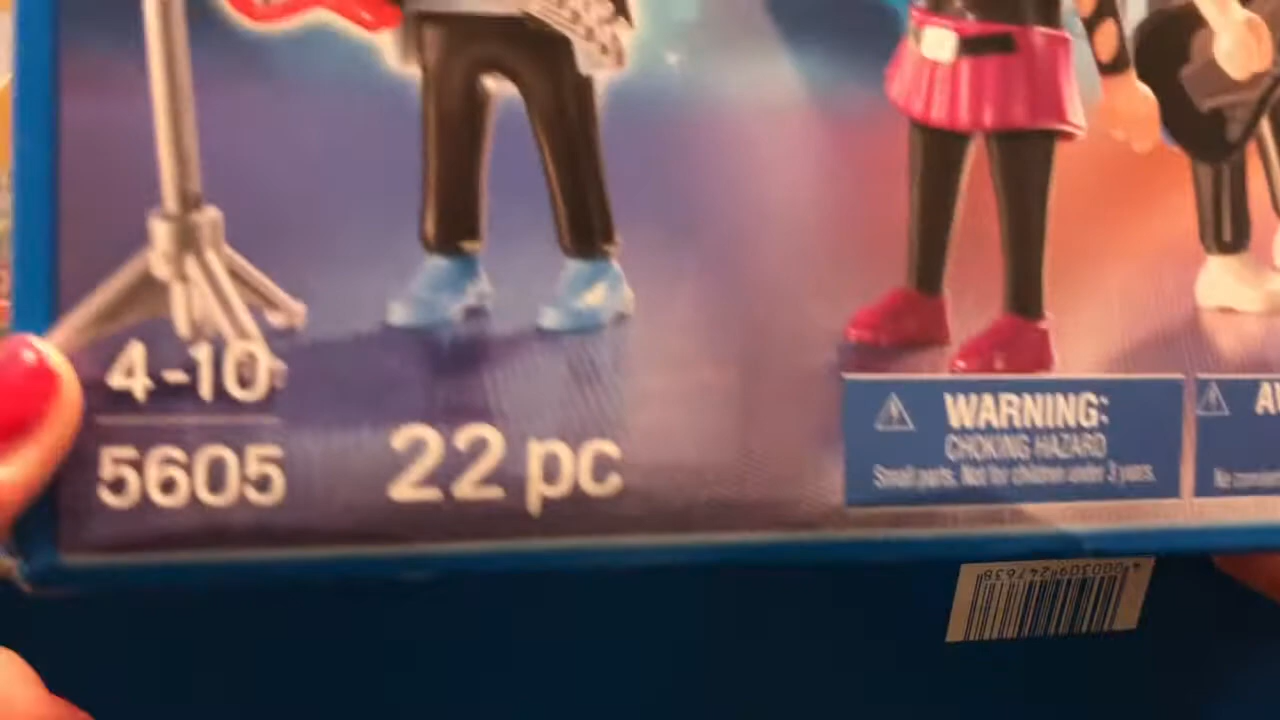 4-10
5605
22 pc
WARNING:
CHOKING HAZARD
Small parts. Not for children under 3 years.